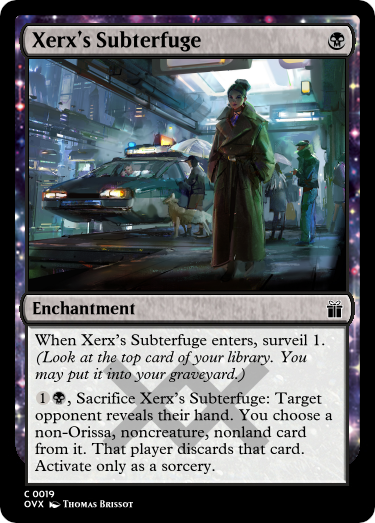 Xerx's Subterfuge
Enchantment
When Xerx's Subterfuge enters, surveil 1.
(Look at the top card of your library. You
may put it into your graveyard.)
1, Sacrifice Xerx's Subterfuge: Target
opponent reveals their hand. You choose a
non-Orissa, noncreature, nonland card
from it. That player discards that card.
Activate only as a sorcery.
C 0019
OVX Thomas Brissot